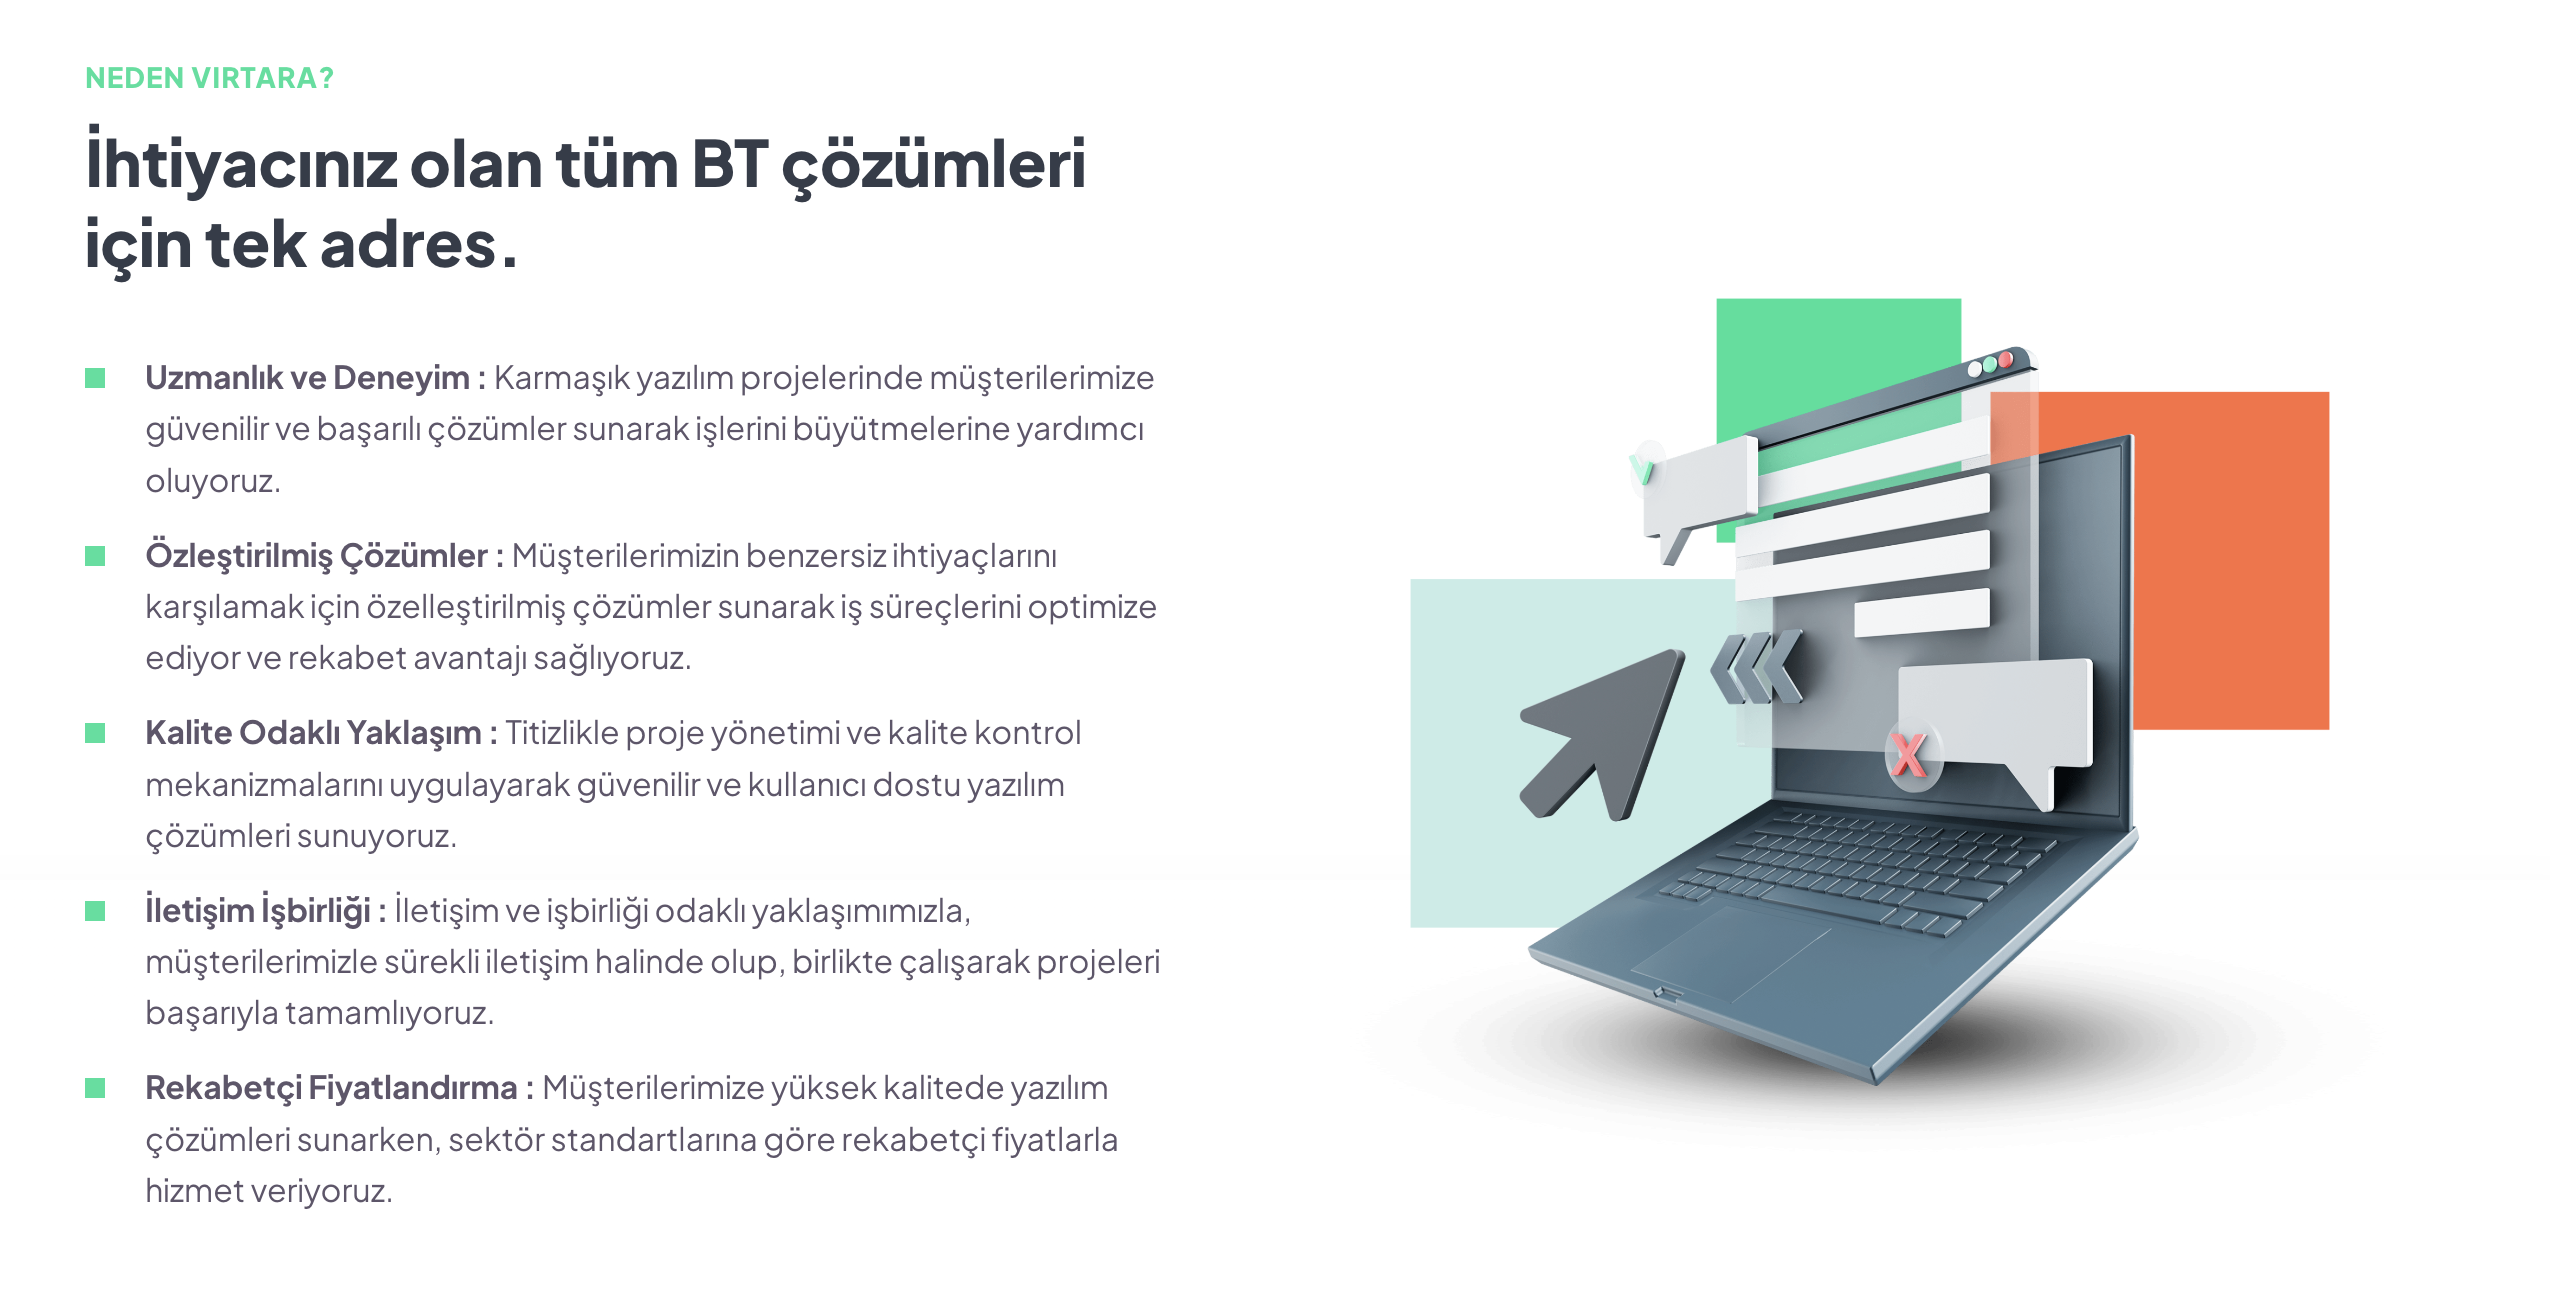 NEDEN VIRTARA?
İhtiyacınız olan tüm BT çözümleri
için tek adres.
Uzmanlık ve Deneyim : Karmaşık yazılım projelerinde müşterilerimize
güvenilir ve başarılı çözümler sunarak işlerini büyütmelerine yardımcı
oluyoruz.
Özleştirilmiş Çözümler : Müşterilerimizin benzersiz ihtiyaçlarını
karşılamak için özelleştirilmiş çözümler sunarak iş süreçlerini optimize
ediyor ve rekabet avantajı sağlıyoruz.
Kalite Odaklı Yaklaşım : Titizlikle proje yönetimi ve kalite kontrol
mekanizmalarını uygulayarak güvenilir ve kullanıcı dostu yazılım
çözümleri sunuyoruz.
İletişim İşbirliği : İletişim ve işbirliği odaklı yaklaşımımızla,
müşterilerimizle sürekli iletişim halinde olup, birlikte çalışarak projeleri
başarıyla tamamlıyoruz.
Rekabetçi Fiyatlandırma : Müşterilerimize yüksek kalitede yazılım
çözümleri sunarken, sektör standartlarına göre rekabetçi fiyatlarla
hizmet veriyoruz.